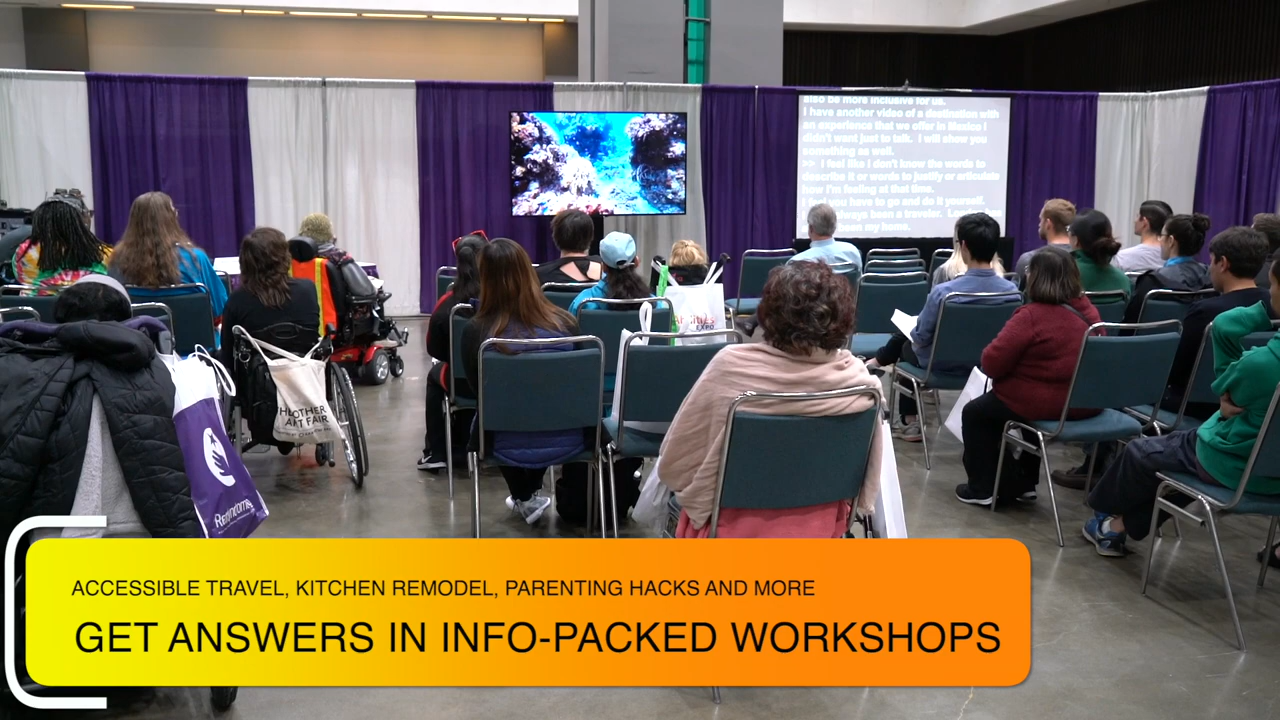 also be more inclusive for us.
I have another video of a destination with
an experience that we offer in Mexico I
didn't want just to talk. I will show you
something as well.
>> I feel like I don't know the words to
describe it or words to justify or articulate
how I'm feeling at that time.
I feel you have to go and do it yourself.
always been a traveler.
been my home.
EXPO
ACCESSIBLE TRAVEL, KITCHEN REMODEL, PARENTING HACKS AND MORE
GET ANSWERS IN INFO-PACKED WORKSHOPS